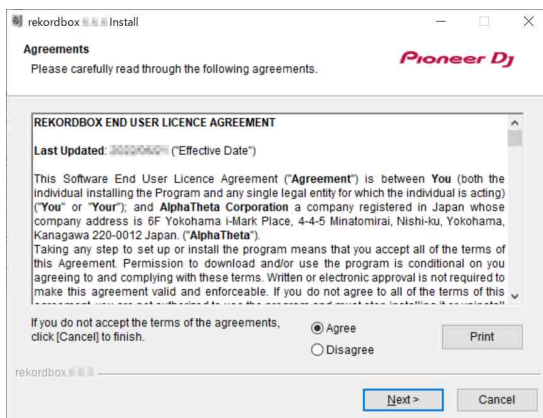 rekordbox Install
Agreements
Please carefully read through the following agreements.
Pioneer Dj
REKORDBOX END USER LICENCE AGREEMENT
Last Updated: ("Effective Date")
This Software End User Licence Agreement ("Agreement") is between You (both the
individual installing the Program and any single legal entity for which the individual is acting)
("You" or "Your"); and AlphaTheta Corporation a company registered in Japan whose
company address is 6F Yokohama i-Mark Place, 4-4-5 Minatomirai, Nishi-ku, Yokohama,
Kanagawa 220-0012 Japan. ("AlphaTheta").
Taking any step to set up or install the program means that you accept all of the terms of
this Agreement. Permission to download and/or use the program is conditional on you
agreeing to and complying with these terms. Written or electronic approval is not required to
make this agreement valid and enforceable. If you do not agree to all of the terms of this
If you do not accept the terms of the agreements,
click [Cancel] to finish.
Agree
Disagree
Print
rekordbox
Next >
Cancel